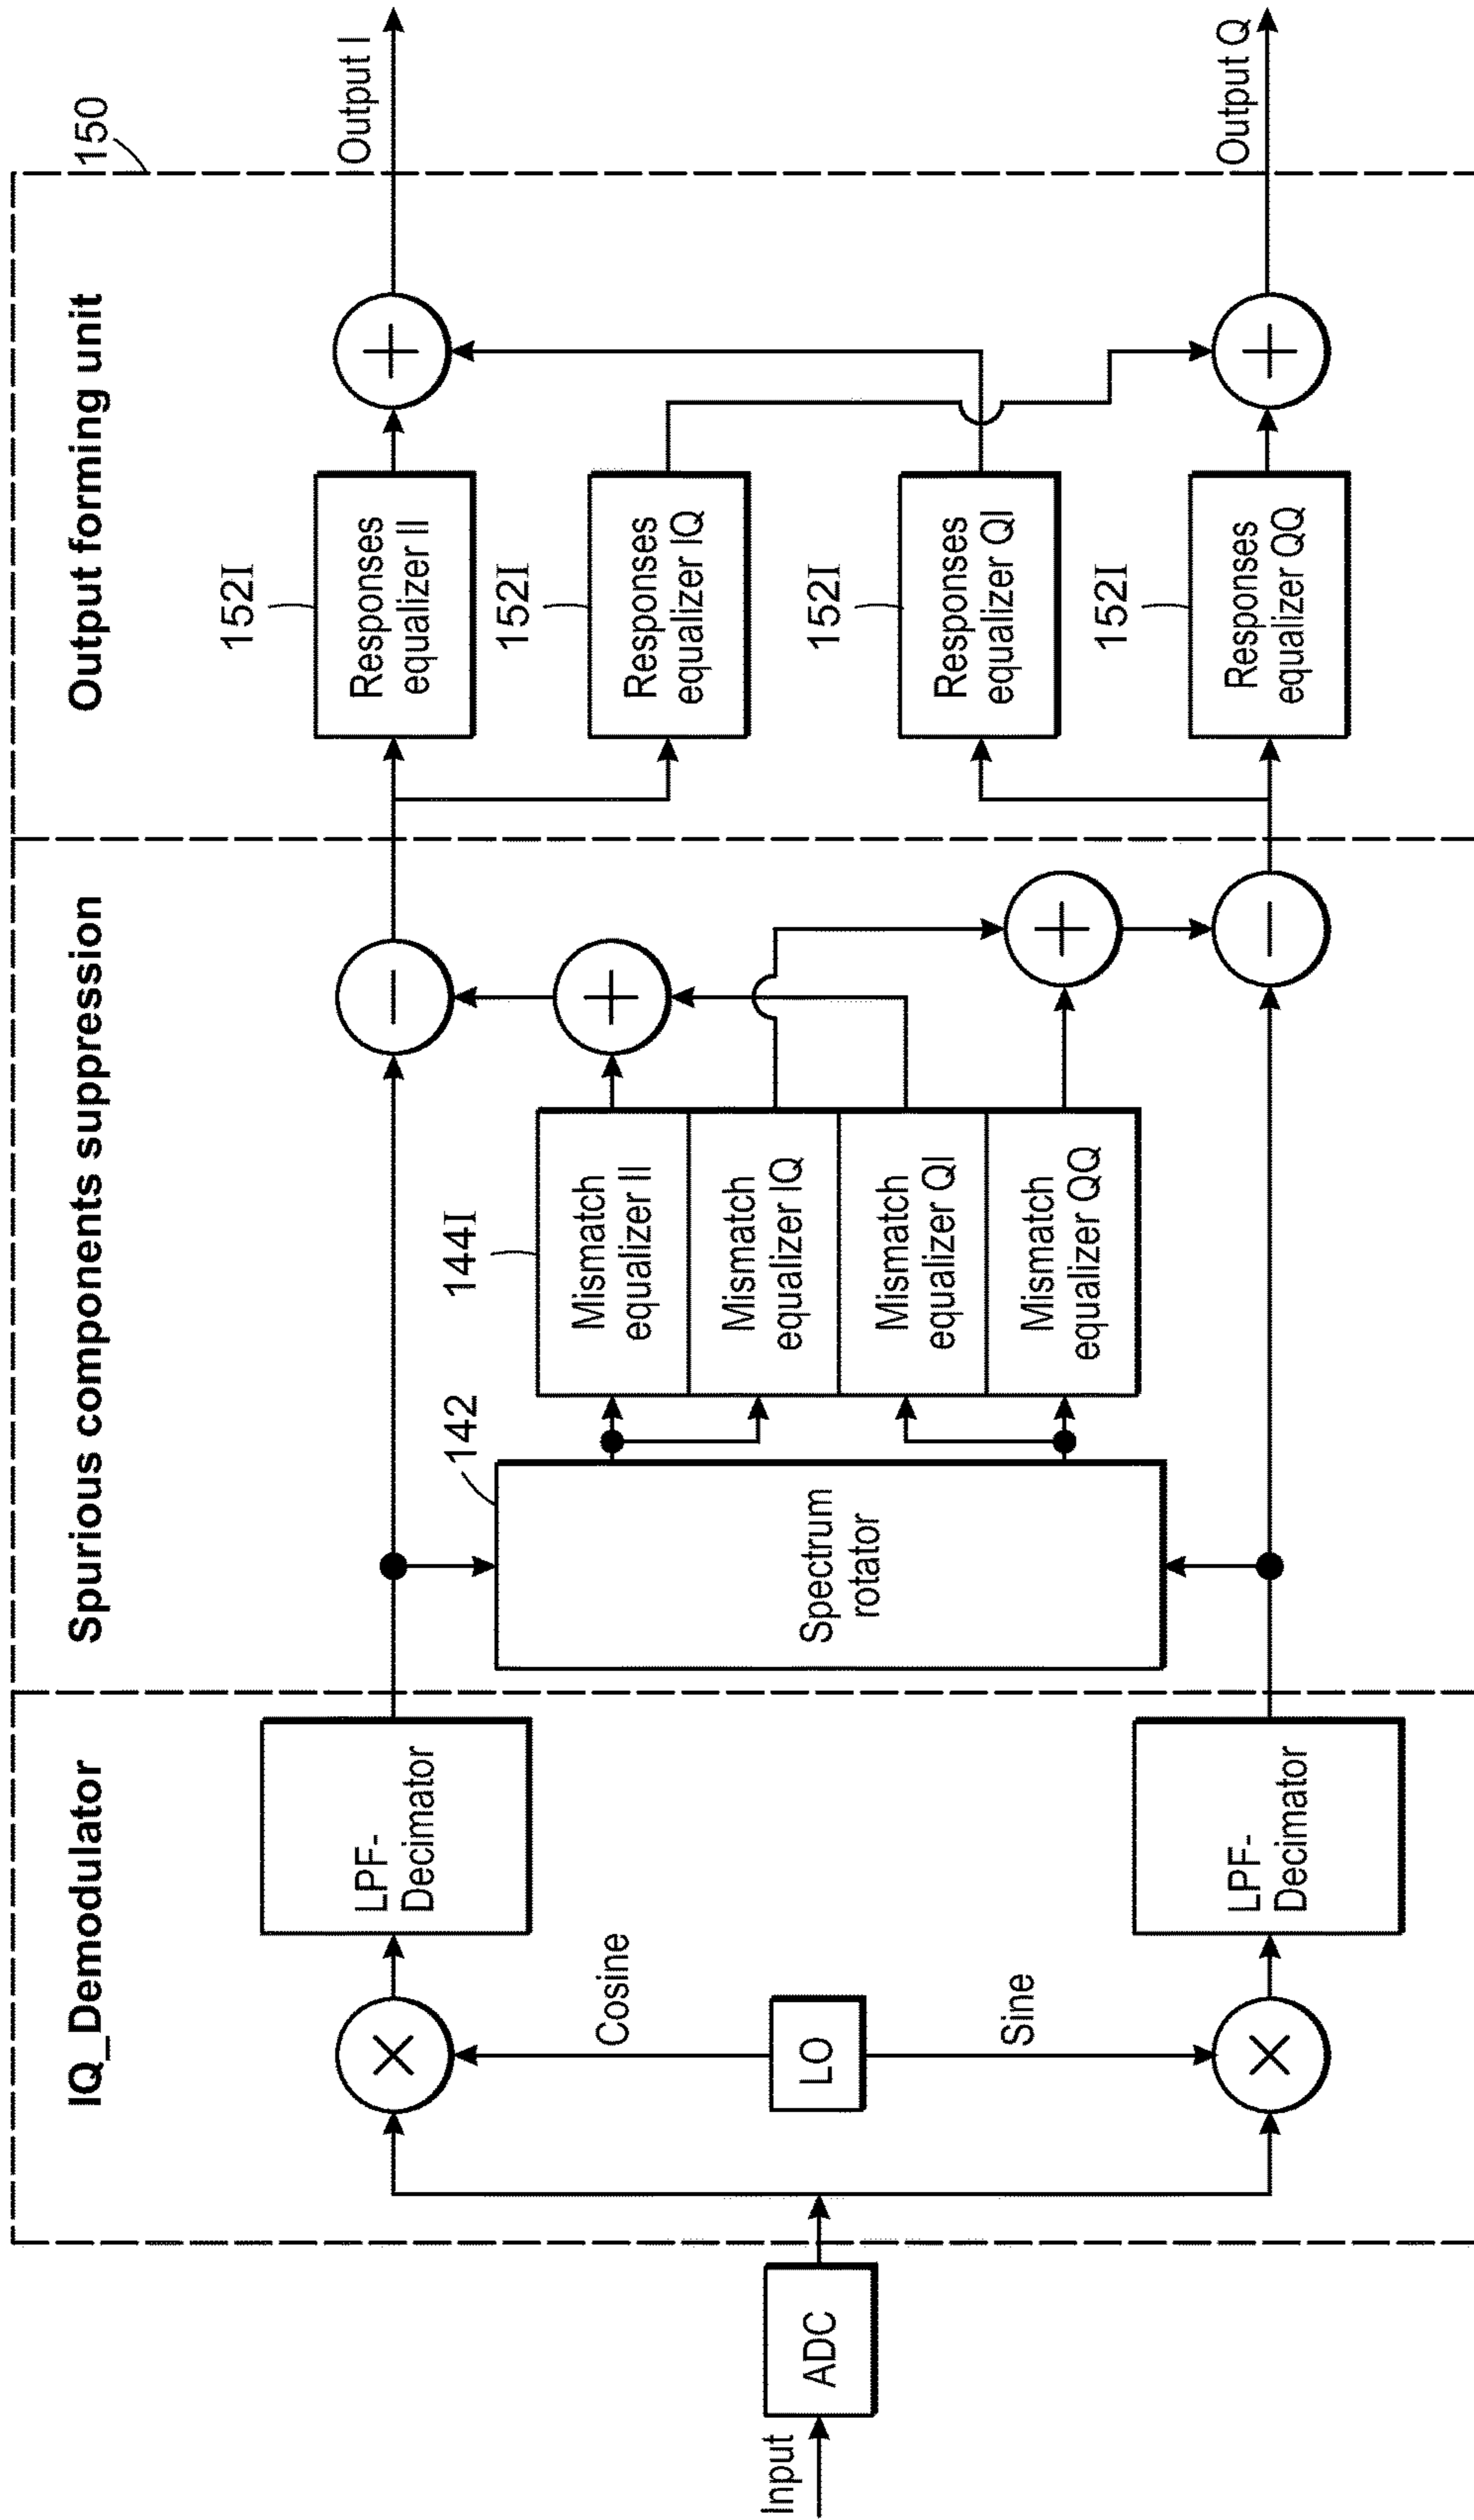 IQ_Demodulator
Spurious components suppression
Output forming unit
150
Input
ADC
LO
Cosine
Sine
LPF-
Decimator
LPF-
Decimator
142
Spectrum
rotator
144I
Mismatch
equalizer II
Mismatch
equalizer IQ
Mismatch
equalizer QI
Mismatch
equalizer QQ
152I
Responses
equalizer II
152I
Responses
equalizer IQ
152I
Responses
equalizer QI
152I
Responses
equalizer QQ
Output I
Output Q